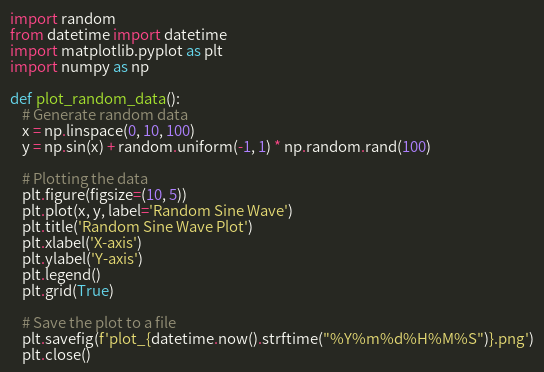 import random
from datetime import datetime
import matplotlib.pyplot as plt
import numpy as np

def plot_random_data():
    # Generate random data
    x = np.linspace(0, 10, 100)
    y = np.sin(x) + random.uniform(-1, 1) * np.random.rand(100)

    # Plotting the data
    plt.figure(figsize=(10, 5))
    plt.plot(x, y, label='Random Sine Wave')
    plt.title('Random Sine Wave Plot')
    plt.xlabel('X-axis')
    plt.ylabel('Y-axis')
    plt.legend()
    plt.grid(True)

    # Save the plot to a file
    plt.savefig(f'plot_{datetime.now().strftime("%Y%m%d%H%M%S")}.png')
    plt.close()